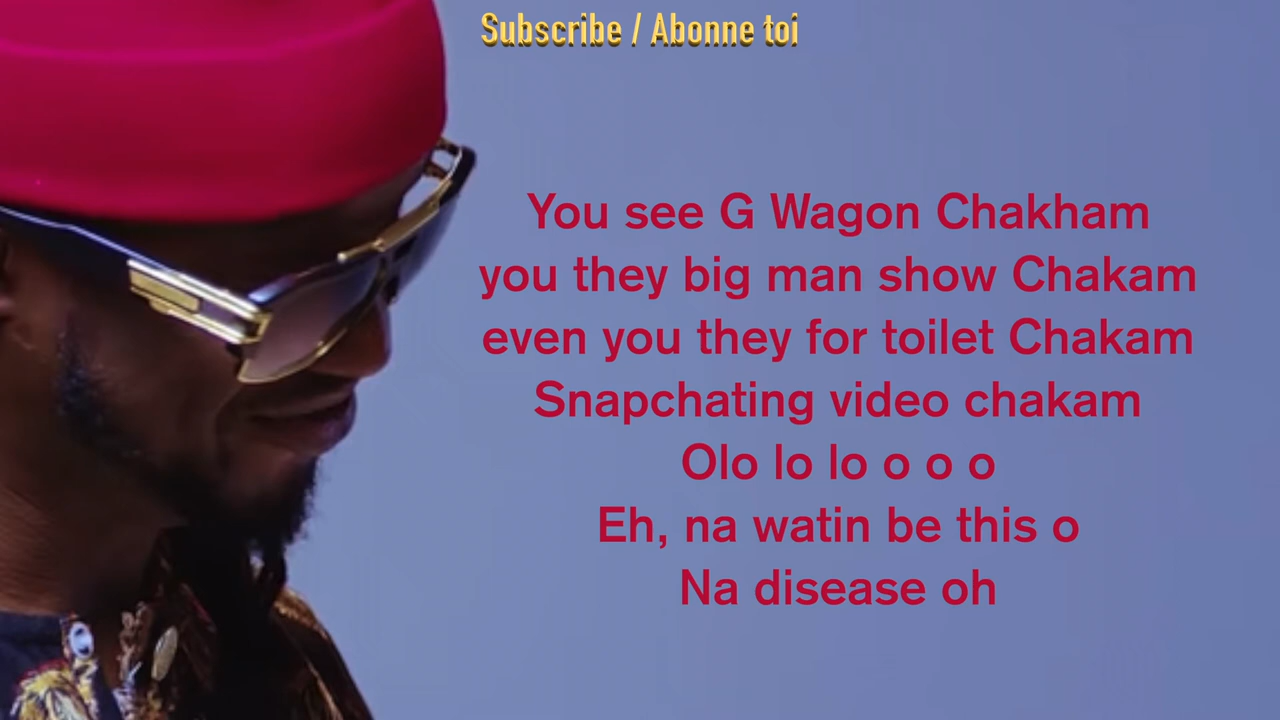 Subscribe / Abonne toi
You see G Wagon Chakham
you they big man show Chakam
even you they for toilet Chakam
Snapchating video chakam
Olo lo lo o o o
Eh, na watin be this o
Na disease oh